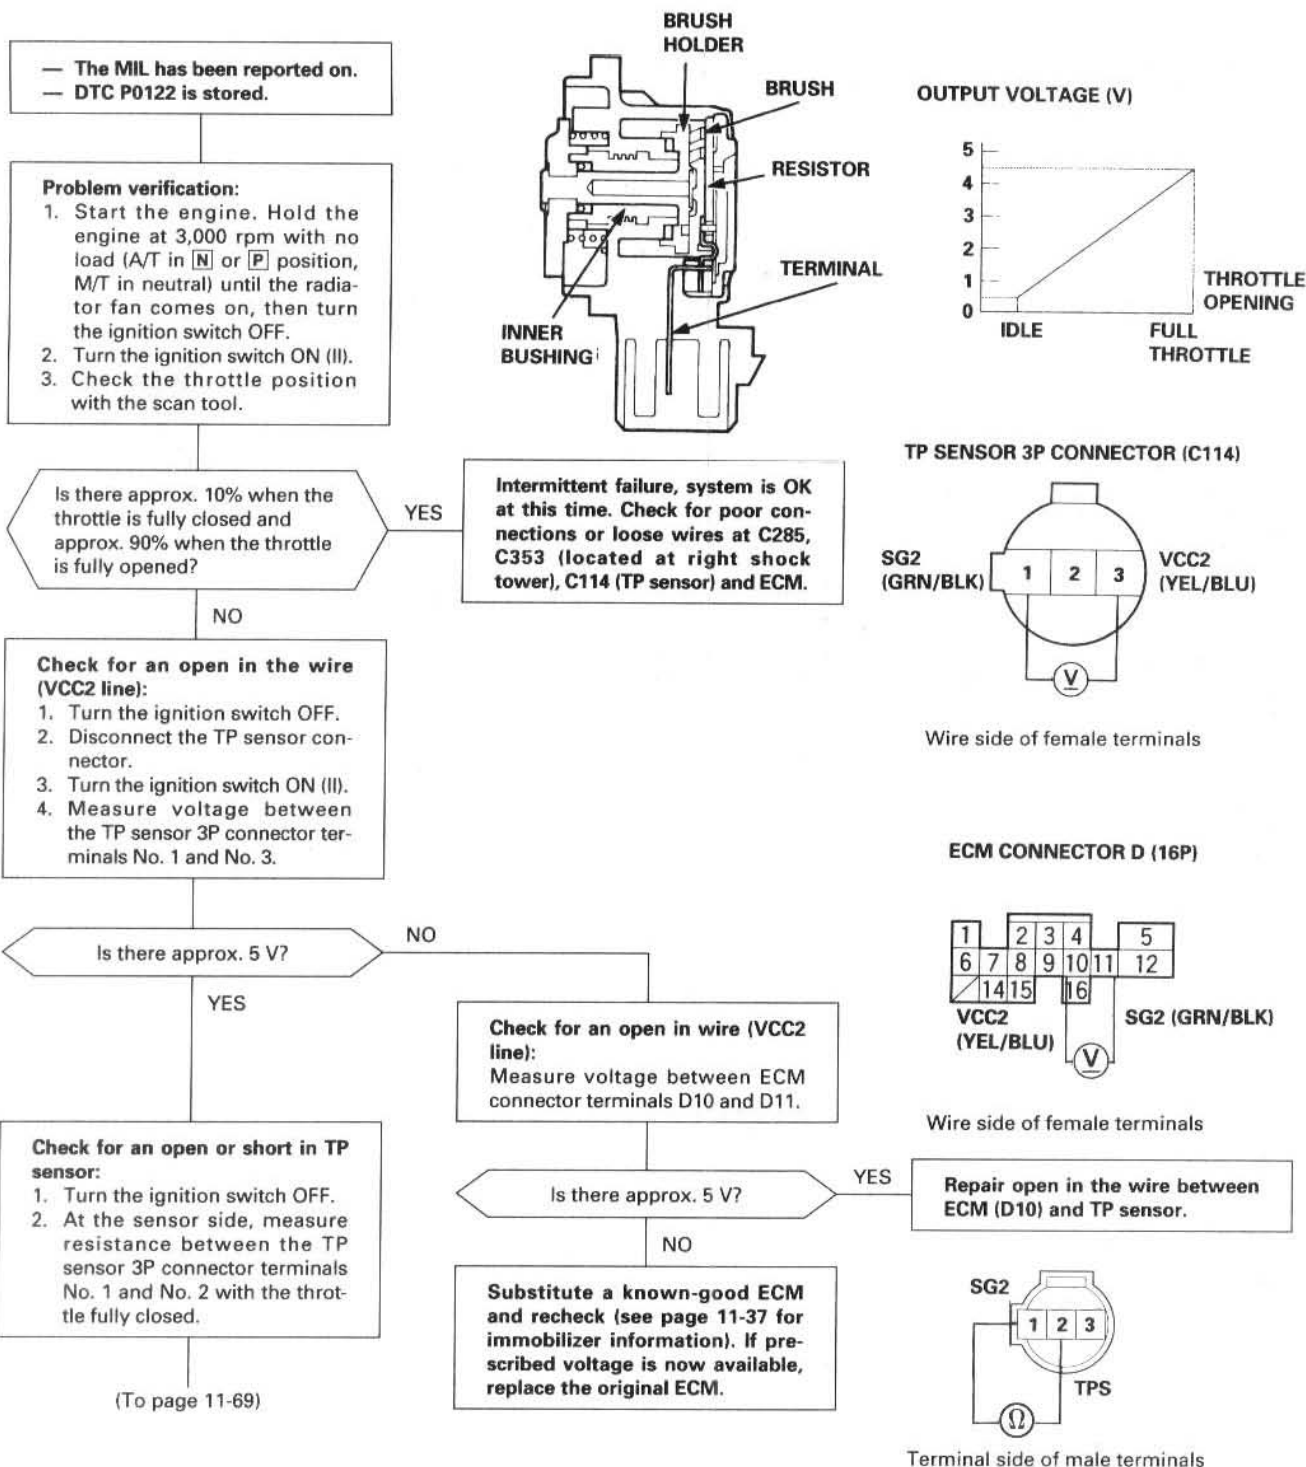 — The MIL has been reported on.
— DTC P0122 is stored.
Problem verification:
1. Start the engine. Hold the
engine at 3,000 rpm with no
load (A/T in N or P position,
M/T in neutral) until the radia-
tor fan comes on, then turn
the ignition switch OFF.
2. Turn the ignition switch ON (II).
3. Check the throttle position
with the scan tool.
BRUSH
HOLDER
BRUSH
RESISTOR
TERMINAL
INNER
BUSHING
OUTPUT VOLTAGE (V)
5
4
3
2
1
0
IDLE
FULL
THROTTLE
THROTTLE
OPENING
Is there approx. 10% when the
throttle is fully closed and
approx. 90% when the throttle
is fully opened?
YES
NO
Intermittent failure, system is OK
at this time. Check for poor con-
nections or loose wires at C285,
C353 (located at right shock
tower), C114 (TP sensor) and ECM.
TP SENSOR 3P CONNECTOR (C114)
SG2
(GRN/BLK)
1 2 3
VCC2
(YEL/BLU)
V
Wire side of female terminals
Check for an open in the wire
(VCC2 line):
1. Turn the ignition switch OFF.
2. Disconnect the TP sensor con-
nector.
3. Turn the ignition switch ON (II).
4. Measure voltage between
the TP sensor 3P connector ter-
minals No. 1 and No. 3.
Is there approx. 5 V?
NO
YES
ECM CONNECTOR D (16P)
1 2 3 4 5
6 7 8 9 10 11 12
14 15 16
VCC2
(YEL/BLU)
SG2 (GRN/BLK)
V
Wire side of female terminals
Check for an open in wire (VCC2
line):
Measure voltage between ECM
connector terminals D10 and D11.
Is there approx. 5 V?
YES
NO
Repair open in the wire between
ECM (D10) and TP sensor.
Substitute a known-good ECM
and recheck (see page 11-37 for
immobilizer information). If pre-
scribed voltage is now available,
replace the original ECM.
Check for an open or short in TP
sensor:
1. Turn the ignition switch OFF.
2. At the sensor side, measure
resistance between the TP
sensor 3P connector terminals
No. 1 and No. 2 with the throt-
tle fully closed.
(To page 11-69)
SG2
1 2 3
TPS
Ω
Terminal side of male terminals